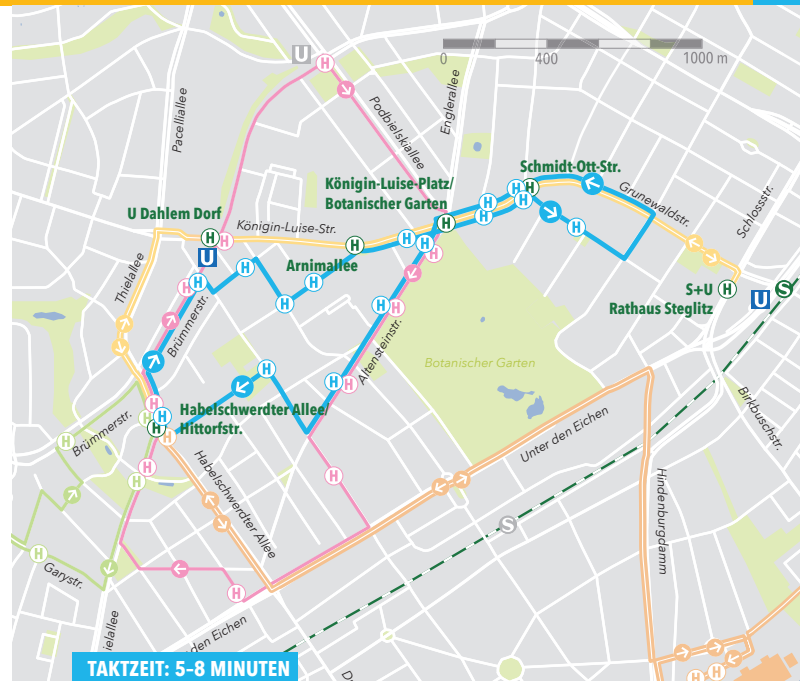 0 400 1000 m
U
H
Pacelliallee
Podbielskiallee
Englerallee
Schmidt-Ott-Str.
Königin-Luise-Platz/
Botanischer Garten
Grunewaldstr.
Schlossstr.
U Dahlem Dorf
Königin-Luise-Str.
H
H
H
H
H
U
Arnimallee
Thielallee
S+U
Rathaus Steglitz
H
U
S
Brümmerstr.
Altensteinstr.
Botanischer Garten
Habelschwerdter Allee/
Hittorfstr.
Brümmerstr.
Birkbuschstr.
Unter den Eichen
Habelschwerdter Allee
Hindenburgdamm
S
Garystr.
ielallee
den Eichen
TAKTZEIT: 5-8 MINUTEN